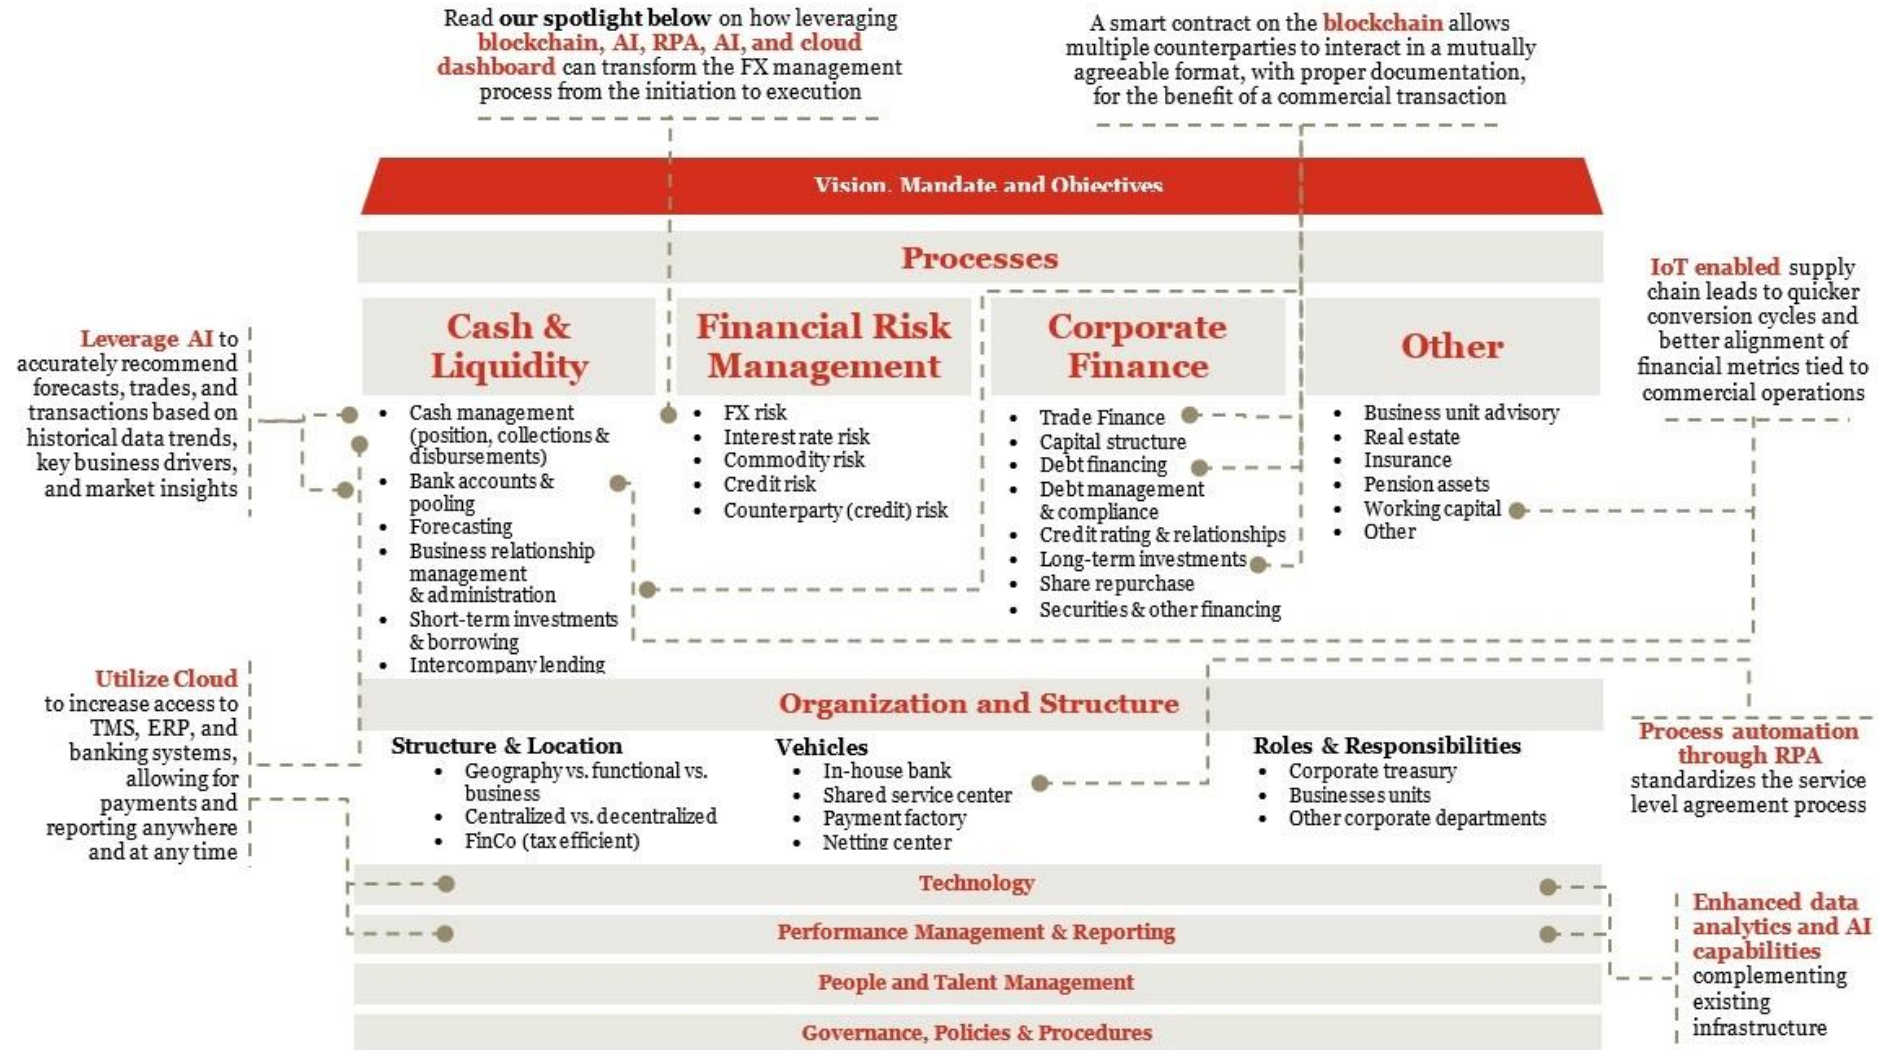 Read our spotlight below on how leveraging
blockchain, AI, RPA, AI, and cloud
dashboard can transform the FX management
process from the initiation to execution
A smart contract on the blockchain allows
multiple counterparties to interact in a mutually
agreeable format, with proper documentation,
for the benefit of a commercial transaction
Vision, Mandate and Objectives
Processes
Cash &
Liquidity
Financial Risk
Management
Corporate
Finance
Other
Leverage AI to
accurately recommend
forecasts, trades, and
transactions based on
historical data trends,
key business drivers,
and market insights
• Cash management
(position, collections &
disbursements)
• Bank accounts &
pooling
• Forecasting
• Business relationship
management
& administration
• Short-term investments
& borrowing
• Intercompany lending
• FX risk
• Interest rate risk
• Commodity risk
• Credit risk
• Counterparty (credit) risk
• Trade Finance
• Capital structure
• Debt financing
• Debt management
& compliance
• Credit rating & relationships
• Long-term investments
• Share repurchase
• Securities & other financing
• Business unit advisory
• Real estate
• Insurance
• Pension assets
• Working capital
• Other
IoT enabled supply
chain leads to quicker
conversion cycles and
better alignment of
financial metrics tied to
commercial operations
Utilize Cloud
to increase access to
TMS, ERP, and
banking systems,
allowing for
payments and
reporting anywhere
and at any time
Organization and Structure
Structure & Location
• Geography vs. functional vs.
business
• Centralized vs. decentralized
• FinCo (tax efficient)
Vehicles
• In-house bank
• Shared service center
• Payment factory
• Netting center
Roles & Responsibilities
• Corporate treasury
• Businesses units
• Other corporate departments
Process automation
through RPA
standardizes the service
level agreement process
Technology
Performance Management & Reporting
People and Talent Management
Governance, Policies & Procedures
Enhanced data
analytics and AI
capabilities
complementing
existing
infrastructure